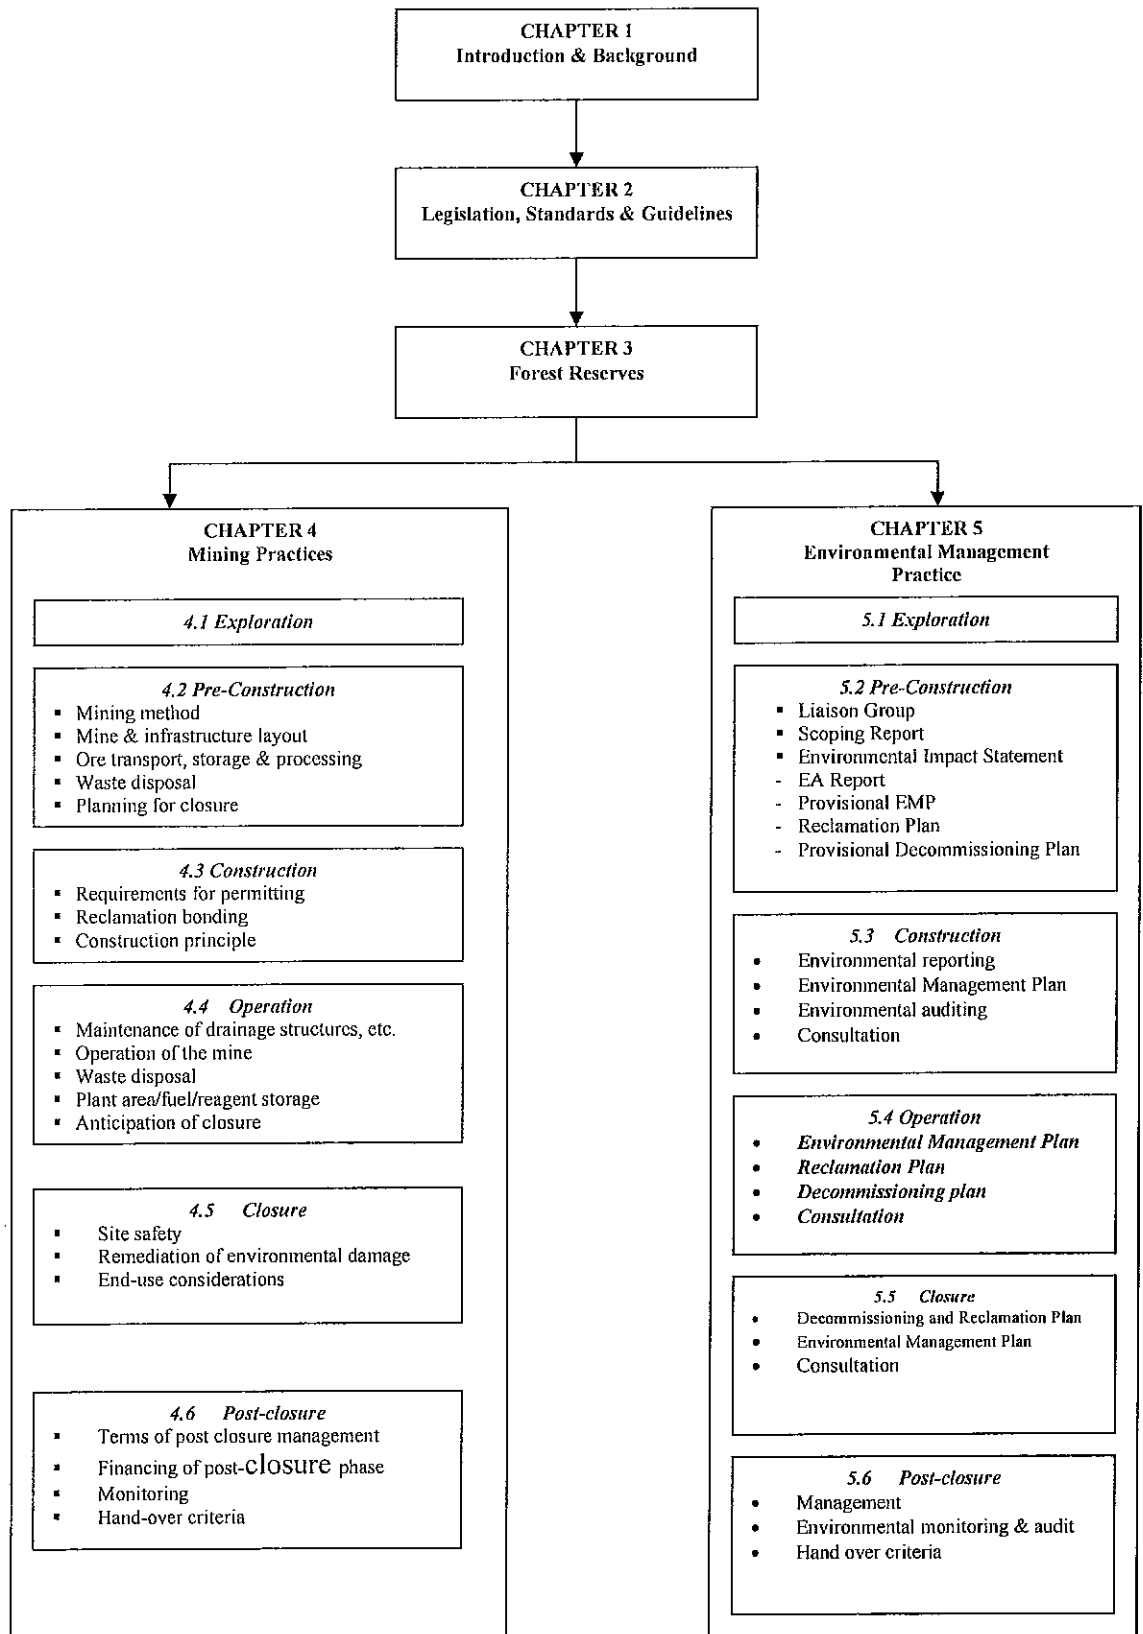 CHAPTER 1
Introduction & Background
CHAPTER 2
Legislation, Standards & Guidelines
CHAPTER 3
Forest Reserves
CHAPTER 4
Mining Practices
4.1 Exploration
4.2 Pre-Construction
▪ Mining method
▪ Mine & infrastructure layout
▪ Ore transport, storage & processing
▪ Waste disposal
▪ Planning for closure
4.3 Construction
▪ Requirements for permitting
▪ Reclamation bonding
▪ Construction principle
4.4 Operation
▪ Maintenance of drainage structures, etc.
▪ Operation of the mine
▪ Waste disposal
▪ Plant area/fuel/reagent storage
▪ Anticipation of closure
4.5 Closure
▪ Site safety
▪ Remediation of environmental damage
▪ End-use considerations
4.6 Post-closure
▪ Terms of post closure management
▪ Financing of post-closure phase
▪ Monitoring
▪ Hand-over criteria
CHAPTER 5
Environmental Management
Practice
5.1 Exploration
5.2 Pre-Construction
▪ Liaison Group
▪ Scoping Report
▪ Environmental Impact Statement
- EA Report
- Provisional EMP
- Reclamation Plan
- Provisional Decommissioning Plan
5.3 Construction
• Environmental reporting
• Environmental Management Plan
• Environmental auditing
• Consultation
5.4 Operation
• Environmental Management Plan
• Reclamation Plan
• Decommissioning plan
• Consultation
5.5 Closure
• Decommissioning and Reclamation Plan
• Environmental Management Plan
• Consultation
5.6 Post-closure
• Management
• Environmental monitoring & audit
• Hand over criteria